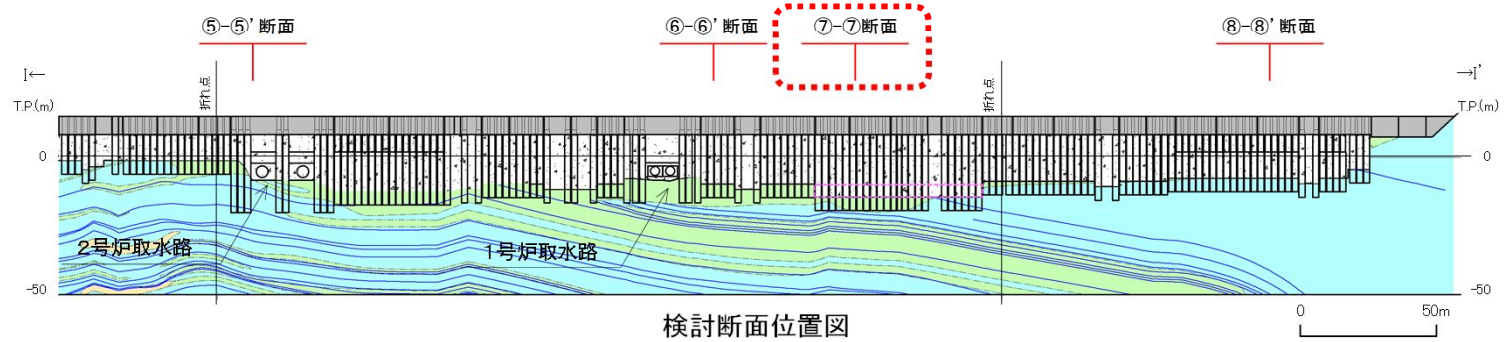 ⑤-⑤’断面 ⑥-⑥’断面 ⑦-⑦断面 ⑧-⑧’断面
I← 折れ点 折れ点 →I’
T.P.(m) T.P.(m)
0 0
2号炉取水路 1号炉取水路
-50 -50
検討断面位置図
0 50m